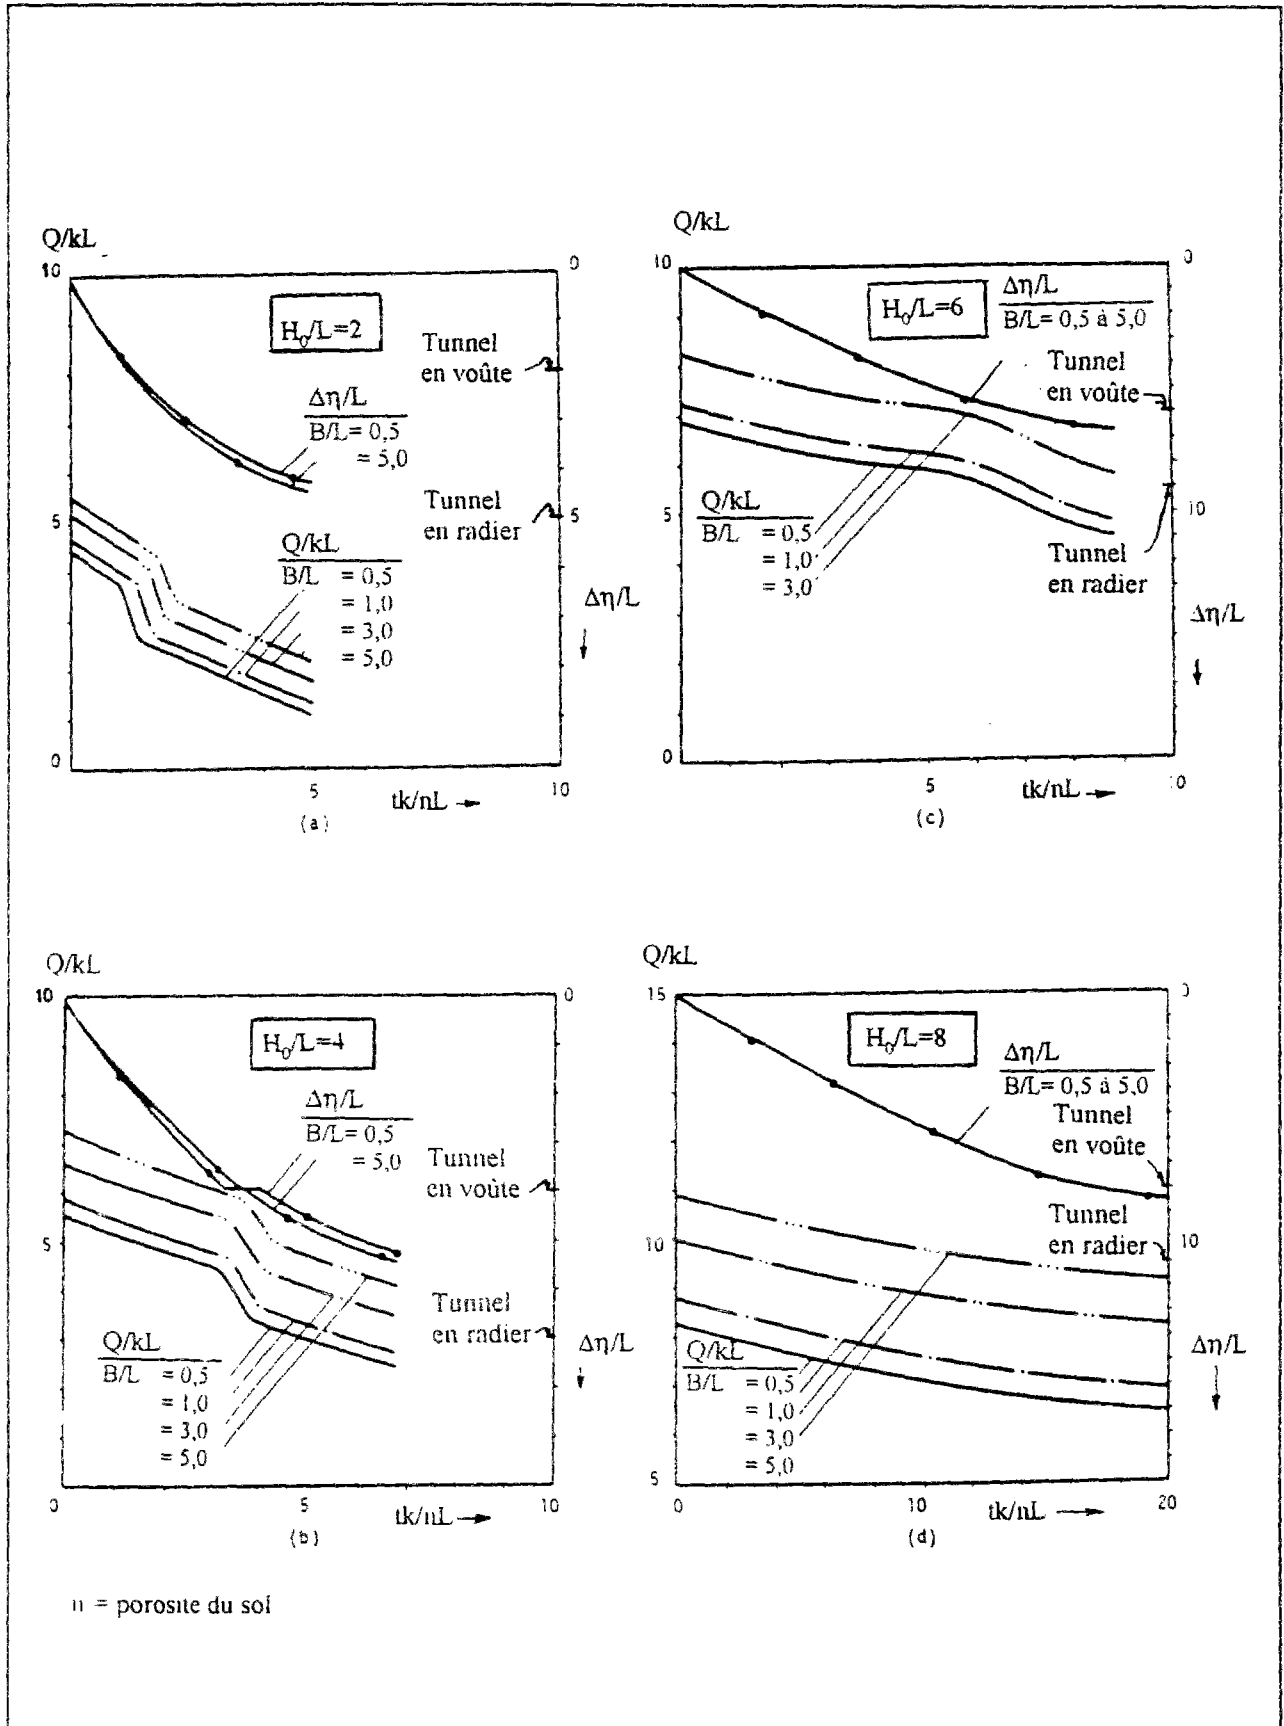 Q/kL
10
0
H₀/L=2
Tunnel
en voûte
Δη/L
B/L= 0,5
= 5,0
Tunnel
en radier
5
5
Q/kL
B/L = 0,5
= 1,0
= 3,0
= 5,0
Δη/L
0
5
tk/nL
10
(a)
Q/kL
10
0
H₀/L=6
Δη/L
B/L= 0,5 à 5,0
Tunnel
en voûte
5
Q/kL
B/L = 0,5
= 1,0
= 3,0
10
Tunnel
en radier
Δη/L
0
5
tk/nL
10
(c)
Q/kL
10
0
H₀/L=4
Δη/L
B/L= 0,5
= 5,0
Tunnel
en voûte
5
Tunnel
en radier
Q/kL
B/L = 0,5
= 1,0
= 3,0
= 5,0
Δη/L
0
5
tk/nL
10
(b)
Q/kL
15
0
H₀/L=8
Δη/L
B/L= 0,5 à 5,0
Tunnel
en voûte
Tunnel
en radier
10
10
Q/kL
B/L = 0,5
= 1,0
= 3,0
= 5,0
Δη/L
5
0
10
tk/nL
20
(d)
n = porosite du sol